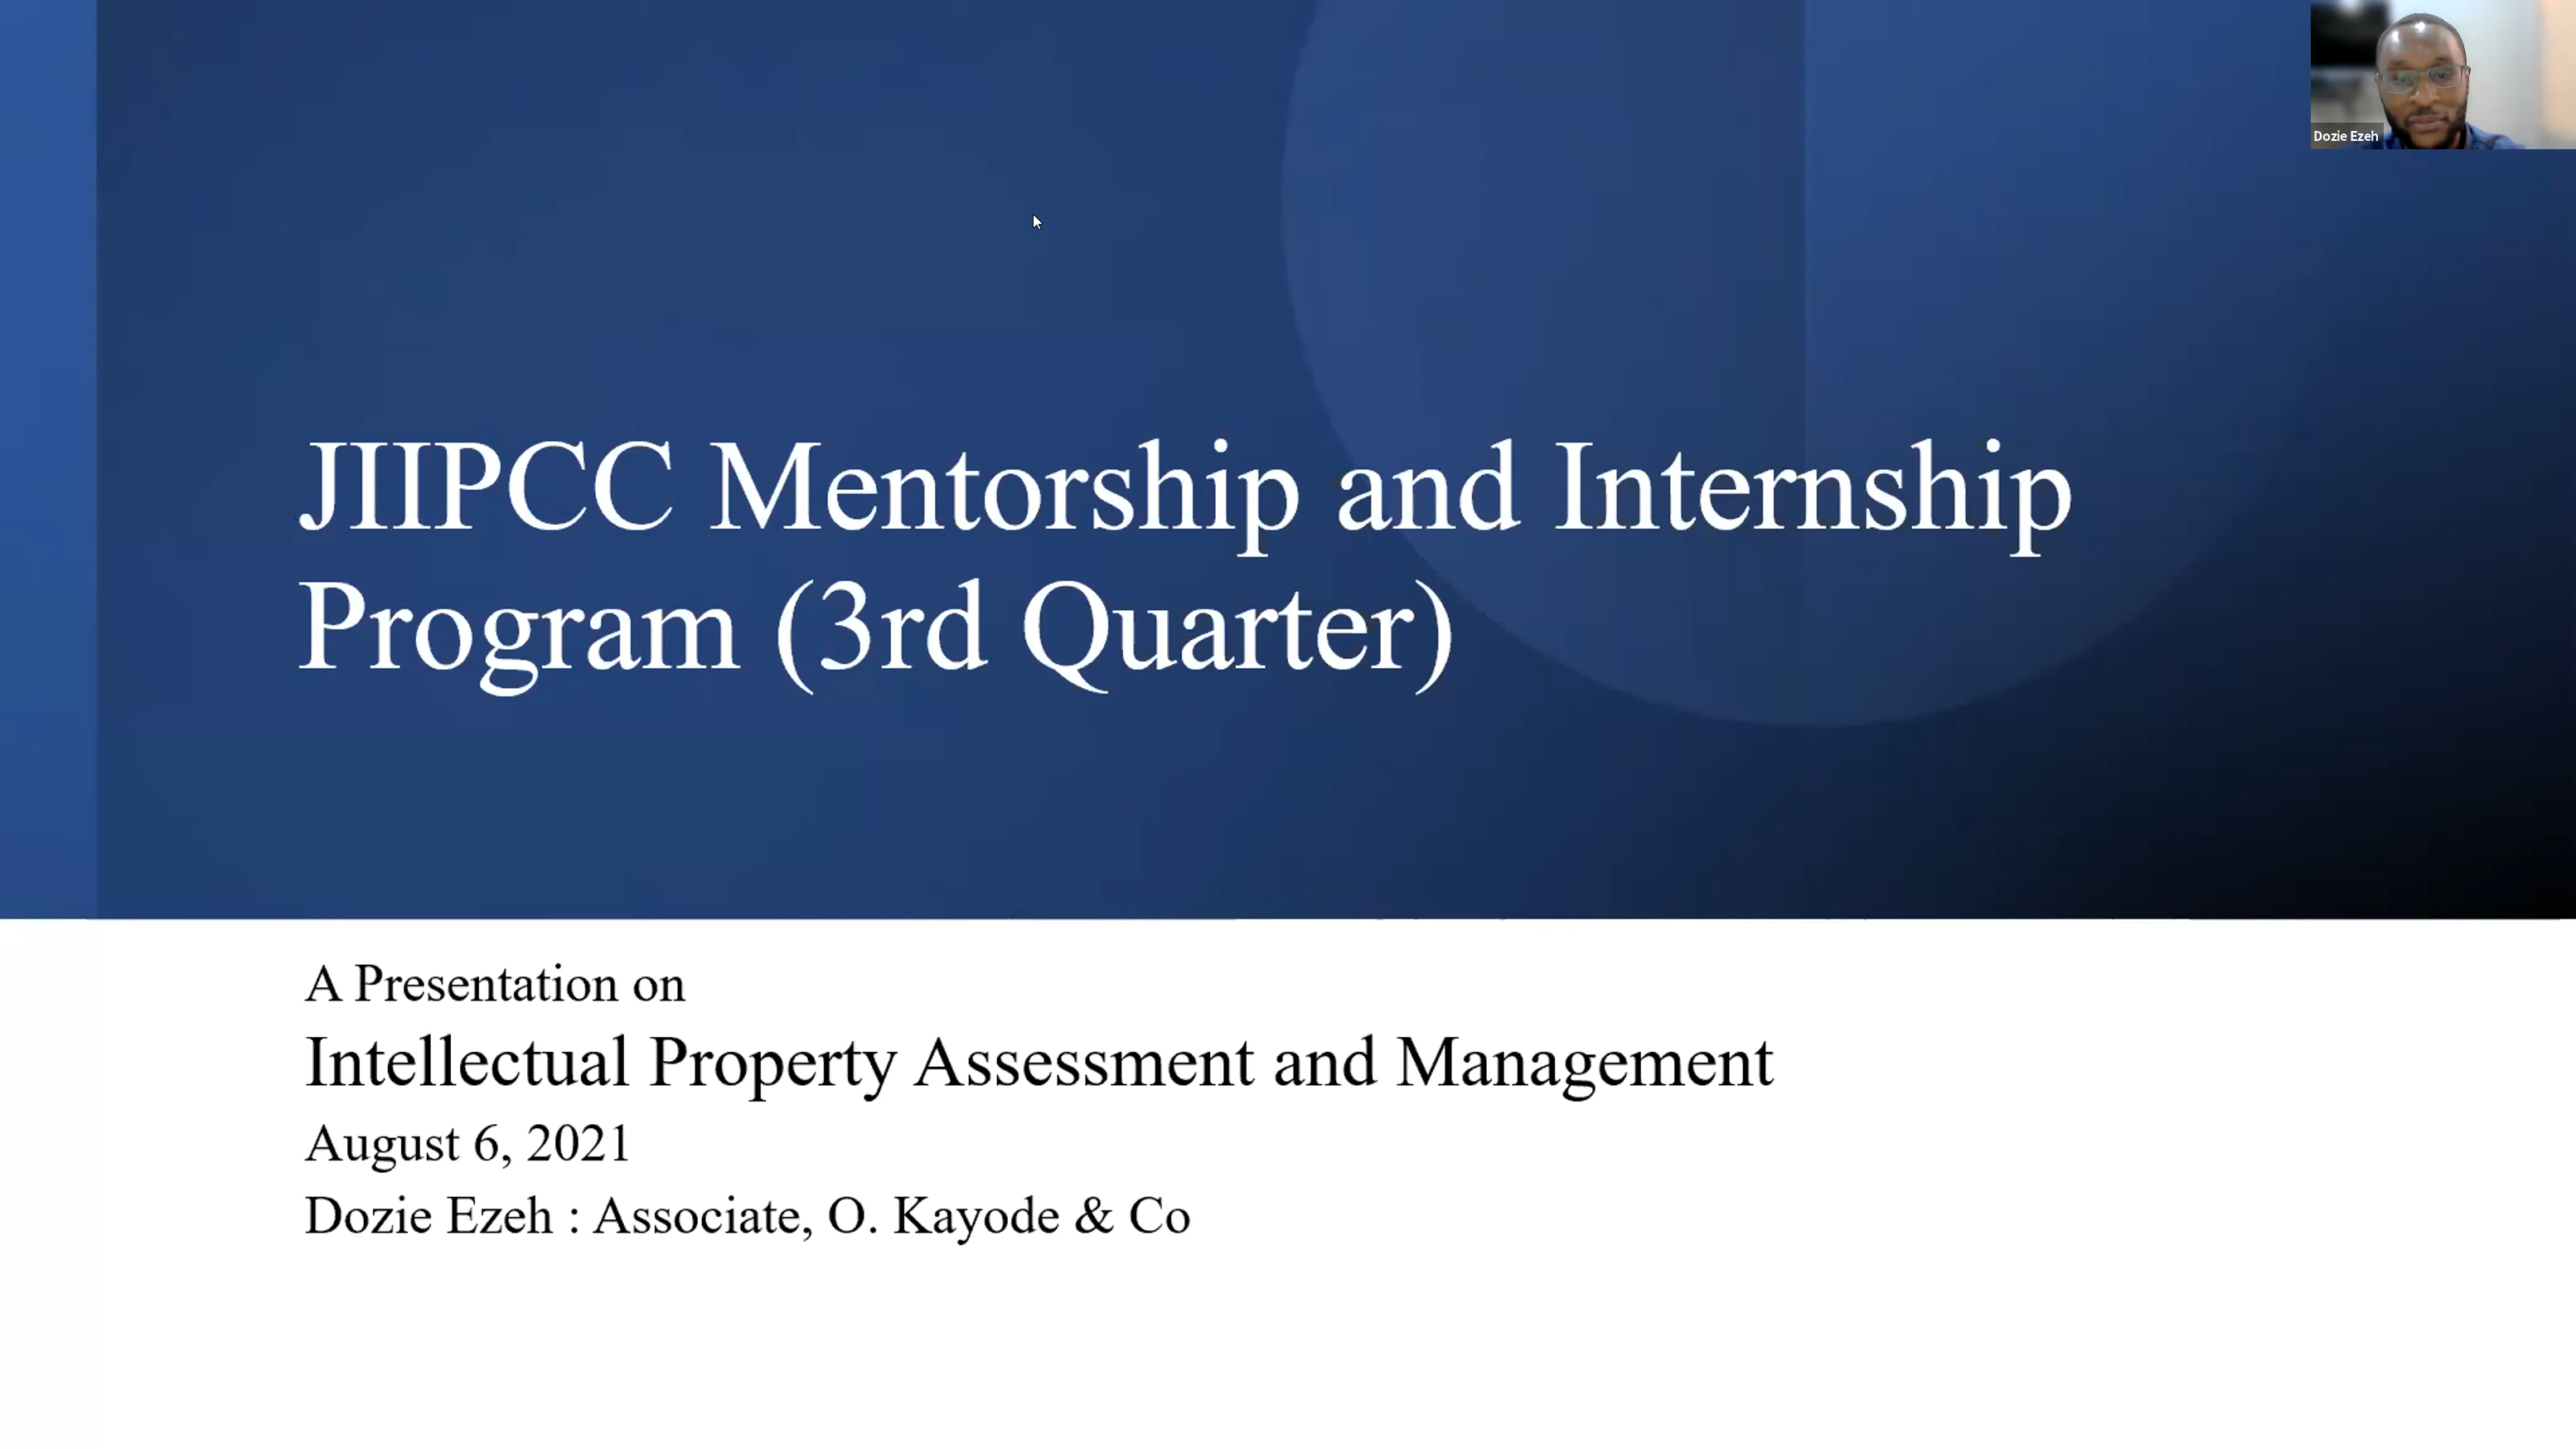 Dozie Ezeh
JIIPCC Mentorship and Internship
Program (3rd Quarter)
A Presentation on
Intellectual Property Assessment and Management
August 6, 2021
Dozie Ezeh : Associate, O. Kayode & Co